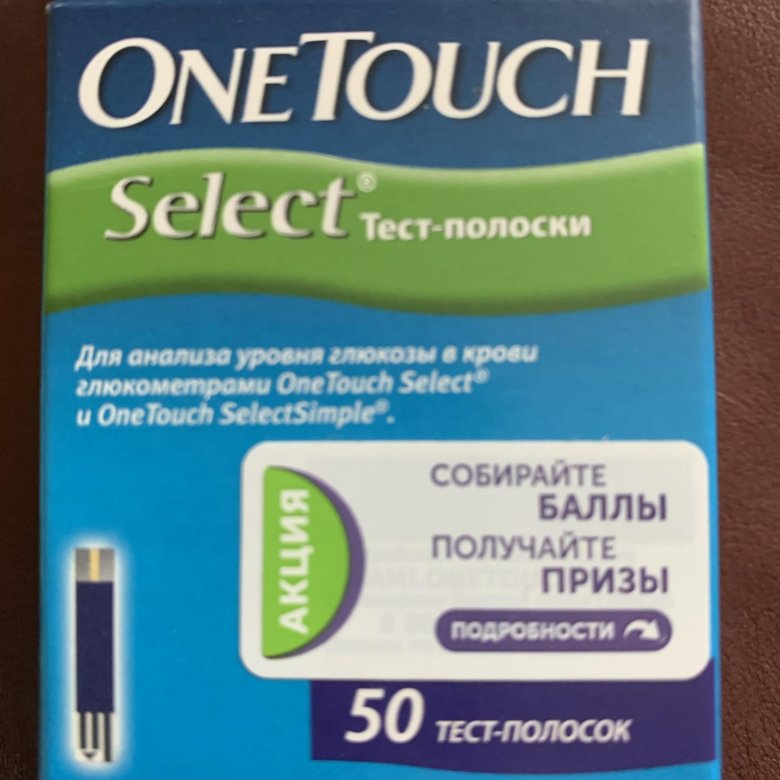 ONETOUCH
Select® Тест-полоски
Для анализа уровня глюкозы в крови
глюкометрами OneTouch Select®
и OneTouch SelectSimple®.
АКЦИЯ
СОБИРАЙТЕ
БАЛЛЫ
ПОЛУЧАЙТЕ
ПРИЗЫ
ПОДРОБНОСТИ
50 ТЕСТ-ПОЛОСОК